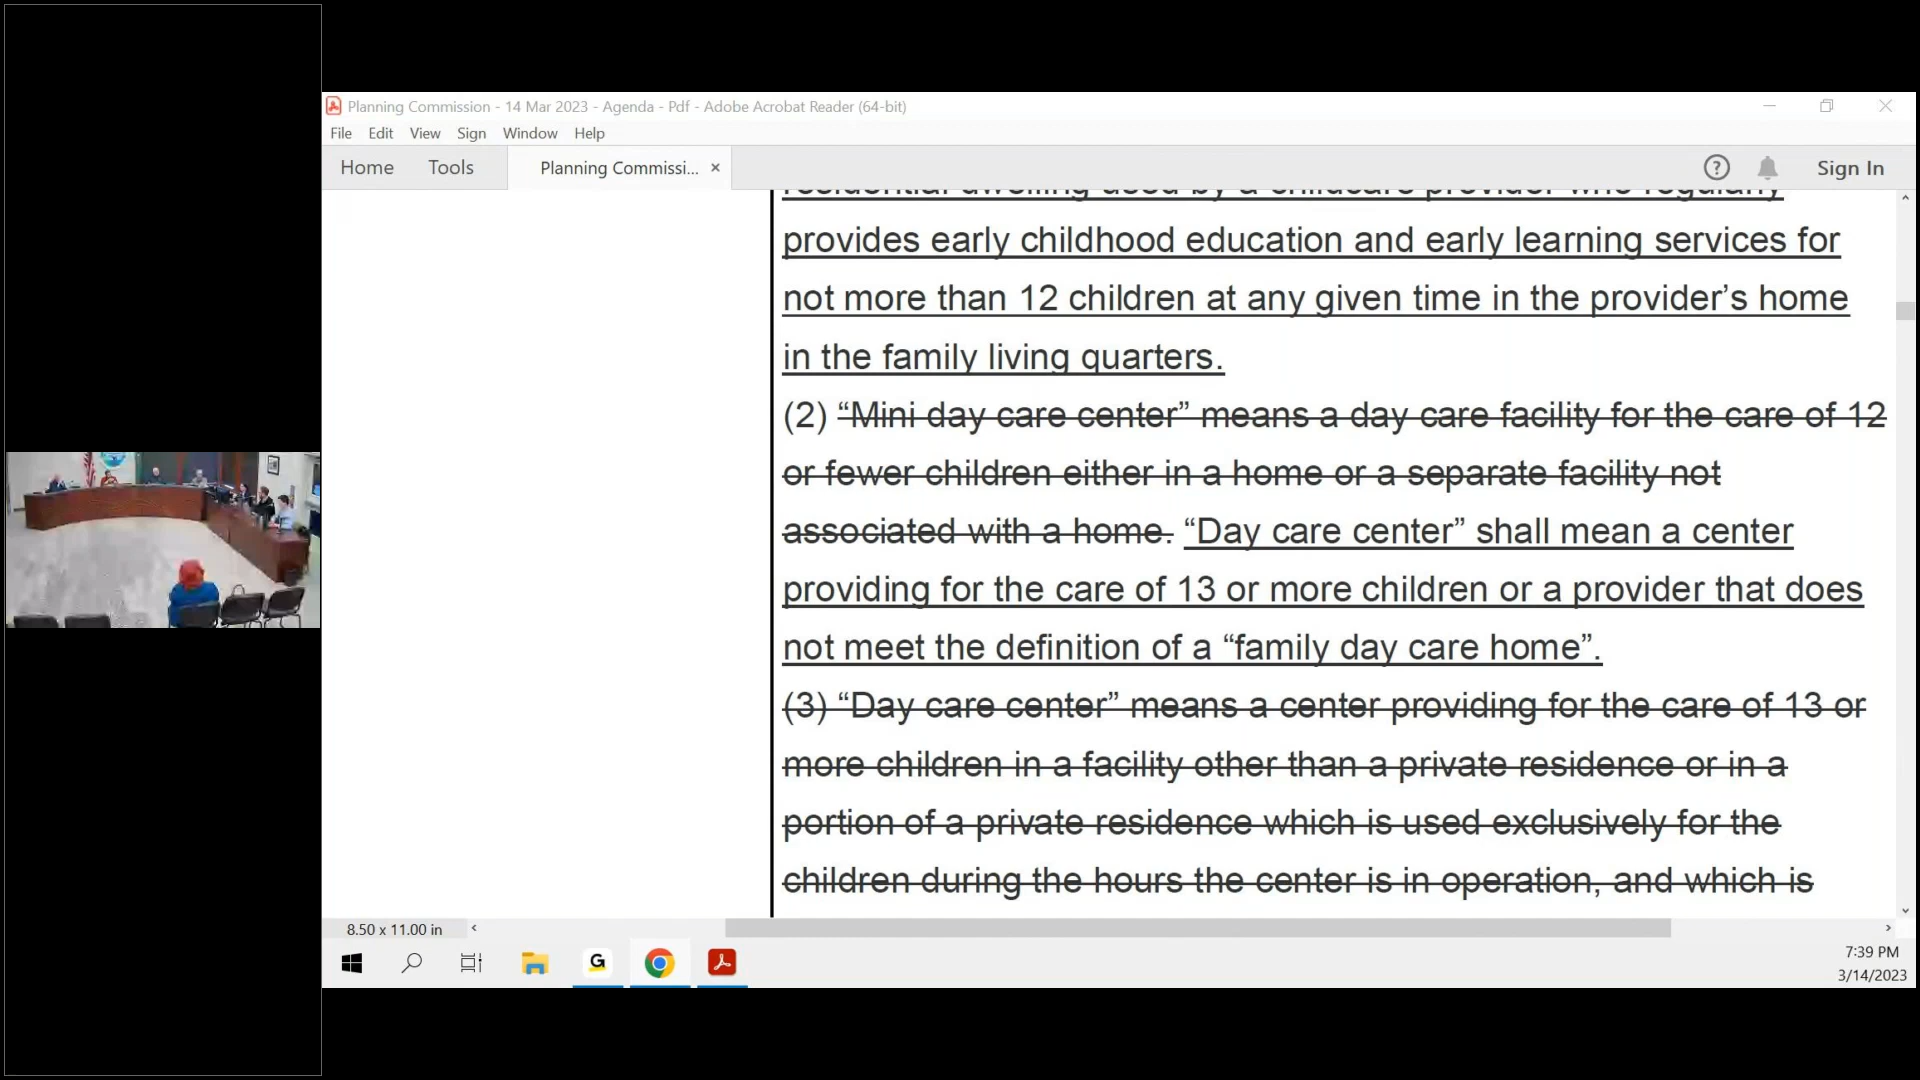 Planning Commission - 14 Mar 2023 - Agenda - Pdf - Adobe Acrobat Reader (64-bit)
File Edit View Sign Window Help
Home Tools Planning Commissi... × Sign In
residential dwelling used by a childcare provider who regularly
provides early childhood education and early learning services for
not more than 12 children at any given time in the provider’s home
in the family living quarters.
(2) “Mini day care center” means a day care facility for the care of 12
or fewer children either in a home or a separate facility not
associated with a home. “Day care center” shall mean a center
providing for the care of 13 or more children or a provider that does
not meet the definition of a “family day care home”.
(3) “Day care center” means a center providing for the care of 13 or
more children in a facility other than a private residence or in a
portion of a private residence which is used exclusively for the
children during the hours the center is in operation, and which is
8.50 x 11.00 in
G
7:39 PM
3/14/2023